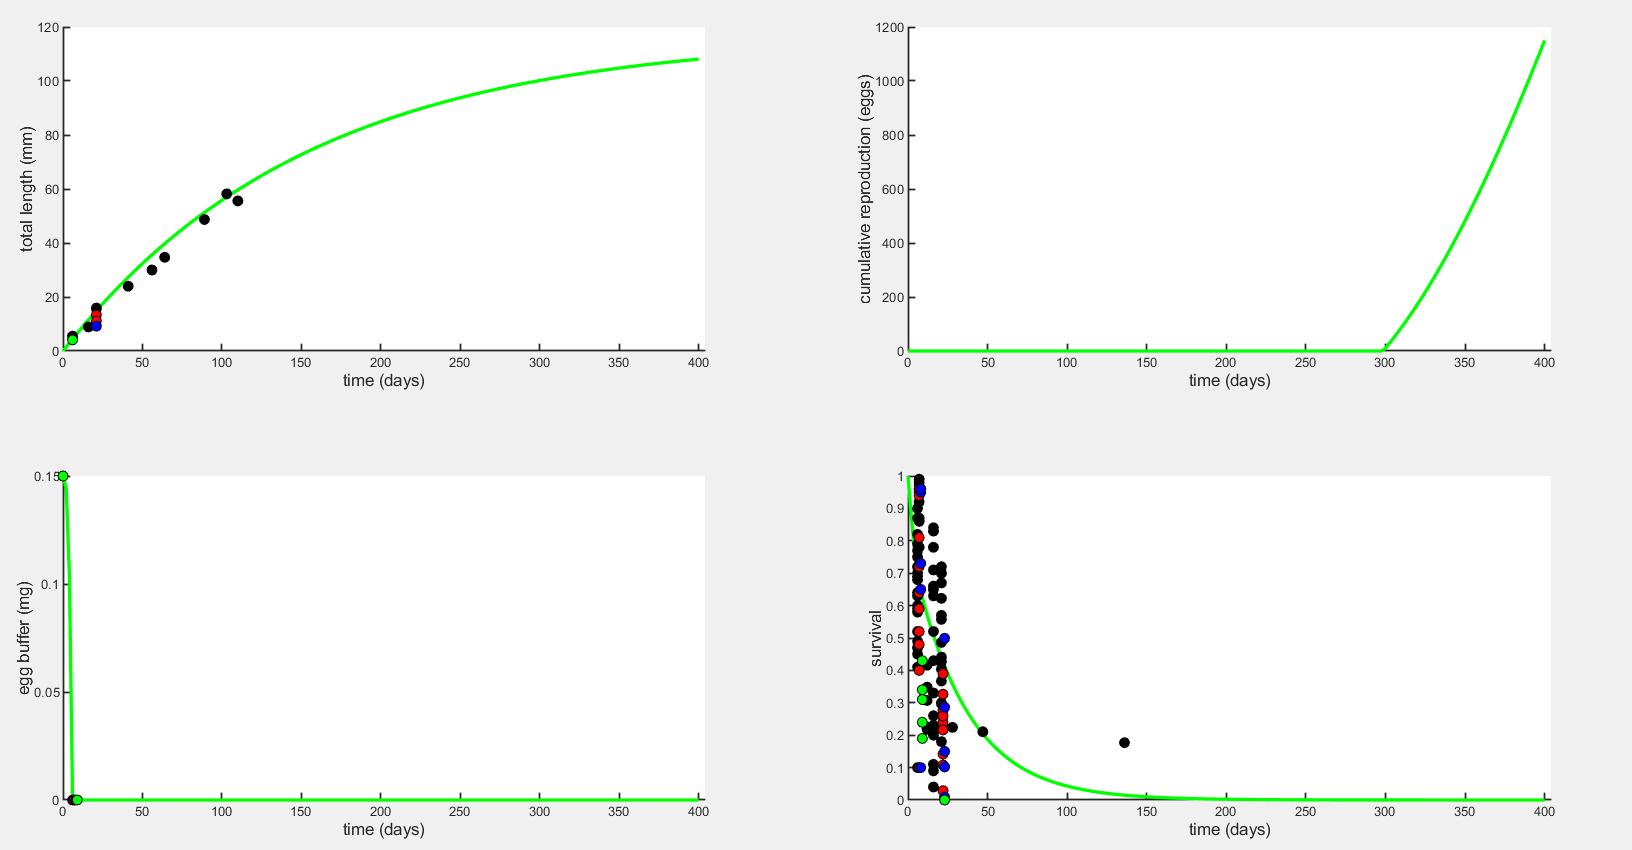 120
100
80
60
40
20
0
total length (mm)
0 50 100 150 200 250 300 350 400
time (days)
1200
1000
800
600
400
200
0
cumulative reproduction (eggs)
0 50 100 150 200 250 300 350 400
time (days)
0.15
0.1
0.05
0
egg buffer (mg)
0 50 100 150 200 250 300 350 400
time (days)
1
0.9
0.8
0.7
0.6
0.5
0.4
0.3
0.2
0.1
0
survival
0 50 100 150 200 250 300 350 400
time (days)